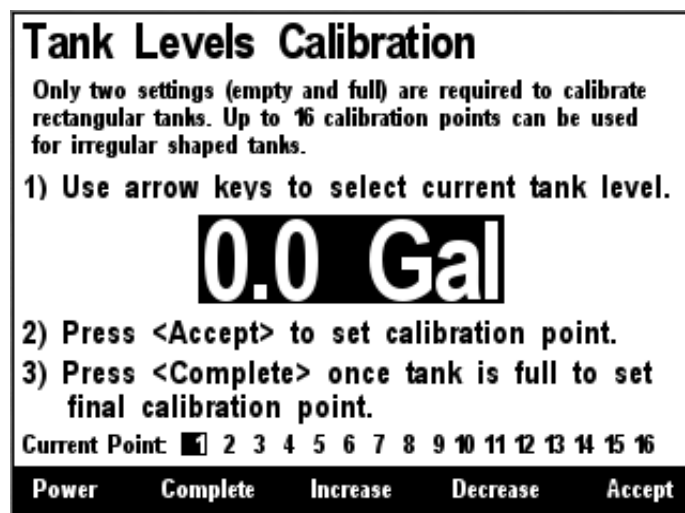 Tank Levels Calibration
Only two settings (empty and full) are required to calibrate
rectangular tanks. Up to 16 calibration points can be used
for irregular shaped tanks.
1) Use arrow keys to select current tank level.
0.0 Gal
2) Press <Accept> to set calibration point.
3) Press <Complete> once tank is full to set
final calibration point.
Current Point: 1 2 3 4 5 6 7 8 9 10 11 12 13 14 15 16
Power Complete Increase Decrease Accept